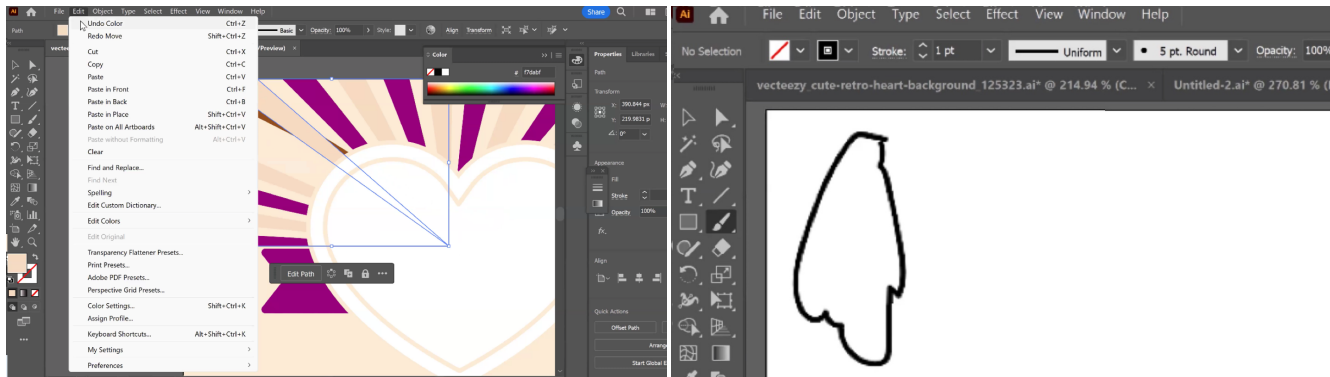 Ai File Edit Object Type Select Effect View Window Help Share
Path Basic Opacity: 100% Style: Align Transform
Undo Color Ctrl+Z
Redo Move Shift+Ctrl+Z
Cut Ctrl+X
Copy Ctrl+C
Paste Ctrl+V
Paste in Front Ctrl+F
Paste in Back Ctrl+B
Paste in Place Shift+Ctrl+V
Paste on All Artboards Alt+Shift+Ctrl+V
Paste without Formatting Alt+Ctrl+V
Clear
Find and Replace...
Find Next
Spelling
Edit Custom Dictionary...
Edit Colors
Edit Original
Transparency Flattener Presets...
Print Presets...
Adobe PDF Presets...
Perspective Grid Presets...
Color Settings... Shift+Ctrl+K
Assign Profile...
Keyboard Shortcuts... Alt+Shift+Ctrl+K
My Settings
Preferences
Color
# f7dabf
Edit Path
Properties Libraries
Path
Transform
X: 390.844 px
Y: 219.9831 p
0°
Appearance
Fill
Stroke
Opacity 100%
fx.
Align
Quick Actions
Offset Path
Arrang
Start Global E
Ai File Edit Object Type Select Effect View Window Help
No Selection Stroke: 1 pt Uniform 5 pt. Round Opacity: 100%
vecteezy_cute-retro-heart-background_125323.ai* @ 214.94 % (C... × Untitled-2.ai* @ 270.81 %